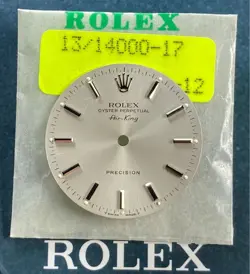 ROLEX
13/14000-17
-12
ROLEX
OYSTER PERPETUAL
Air-King
PRECISION
ROLEX